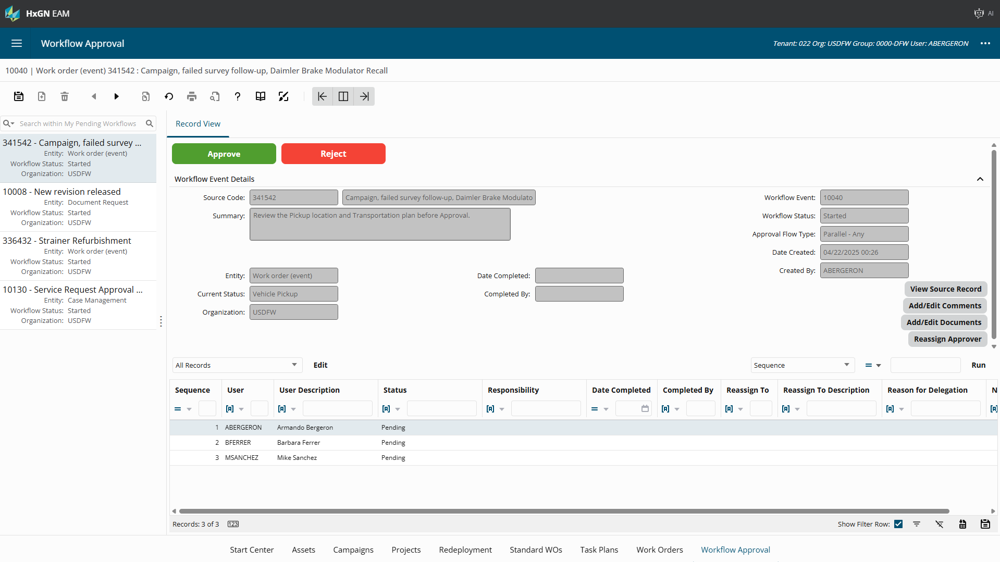 HxGN EAM
AI
Workflow Approval
Tenant: 022 Org: USDFW Group: 0000-DFW User: ABERGERON
10040 | Work order (event) 341542 : Campaign, failed survey follow-up, Daimler Brake Modulator Recall
Search within My Pending Workflows
341542 - Campaign, failed survey ...
Entity: Work order (event)
Workflow Status: Started
Organization: USDFW
10008 - New revision released
Entity: Document Request
Workflow Status: Started
Organization: USDFW
336432 - Strainer Refurbishment
Entity: Work order (event)
Workflow Status: Started
Organization: USDFW
10130 - Service Request Approval ...
Entity: Case Management
Workflow Status: Started
Organization: USDFW
Record View
Approve Reject
Workflow Event Details
Source Code: 341542 Campaign, failed survey follow-up, Daimler Brake Modulato
Summary: Review the Pickup location and Transportation plan before Approval.
Entity: Work order (event)
Current Status: Vehicle Pickup
Organization: USDFW
Date Completed:
Completed By:
Workflow Event: 10040
Workflow Status: Started
Approval Flow Type: Parallel - Any
Date Created: 04/22/2025 00:26
Created By: ABERGERON
View Source Record
Add/Edit Comments
Add/Edit Documents
Reassign Approver
All Records Edit Sequence = Run
Sequence User User Description Status Responsibility Date Completed Completed By Reassign To Reassign To Description Reason for Delegation N
= [A] [A] [A] [A] = [A] [A] [A] [A] [A]
1 ABERGERON Armando Bergeron Pending
2 BFERRER Barbara Ferrer Pending
3 MSANCHEZ Mike Sanchez Pending
Records: 3 of 3 123 Show Filter Row:
Start Center Assets Campaigns Projects Redeployment Standard WOs Task Plans Work Orders Workflow Approval